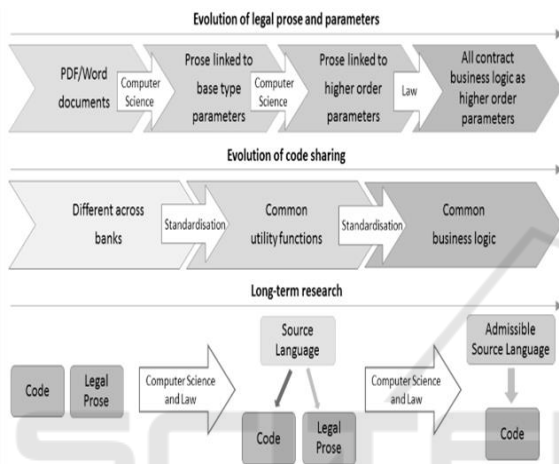 Evolution of legal prose and parameters
PDF/Word
documents
Computer
Science
Prose linked to
base type
parameters
Computer
Science
Prose linked to
higher order
parameters
Law
All contract
business logic as
higher order
parameters
Evolution of code sharing
Different across
banks
Standardisation
Common
utility functions
Standardisation
Common
business logic
Long-term research
Code
Legal
Prose
Computer Science
and Law
Source
Language
Code
Legal
Prose
Computer Science
and Law
Admissible
Source Language
Code